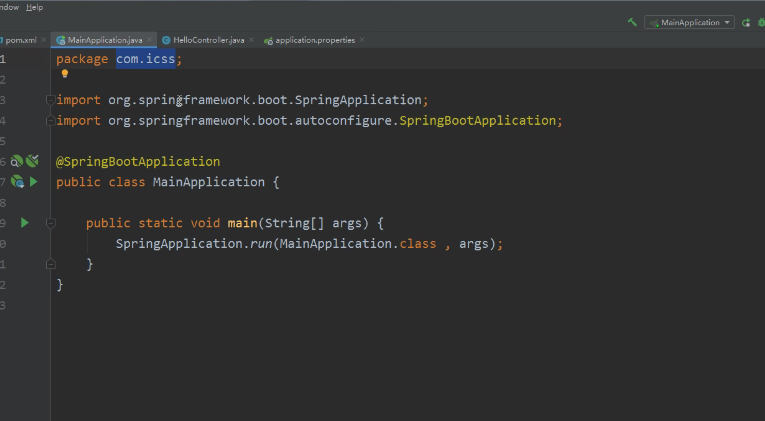 ndow Help
MainApplication
pom.xml MainApplication.java HelloController.java application.properties
1 package com.icss;
2
3 import org.springframework.boot.SpringApplication;
4 import org.springframework.boot.autoconfigure.SpringBootApplication;
5
6 @SpringBootApplication
7 public class MainApplication {
8
9 public static void main(String[] args) {
0 SpringApplication.run(MainApplication.class , args);
1 }
2 }
3